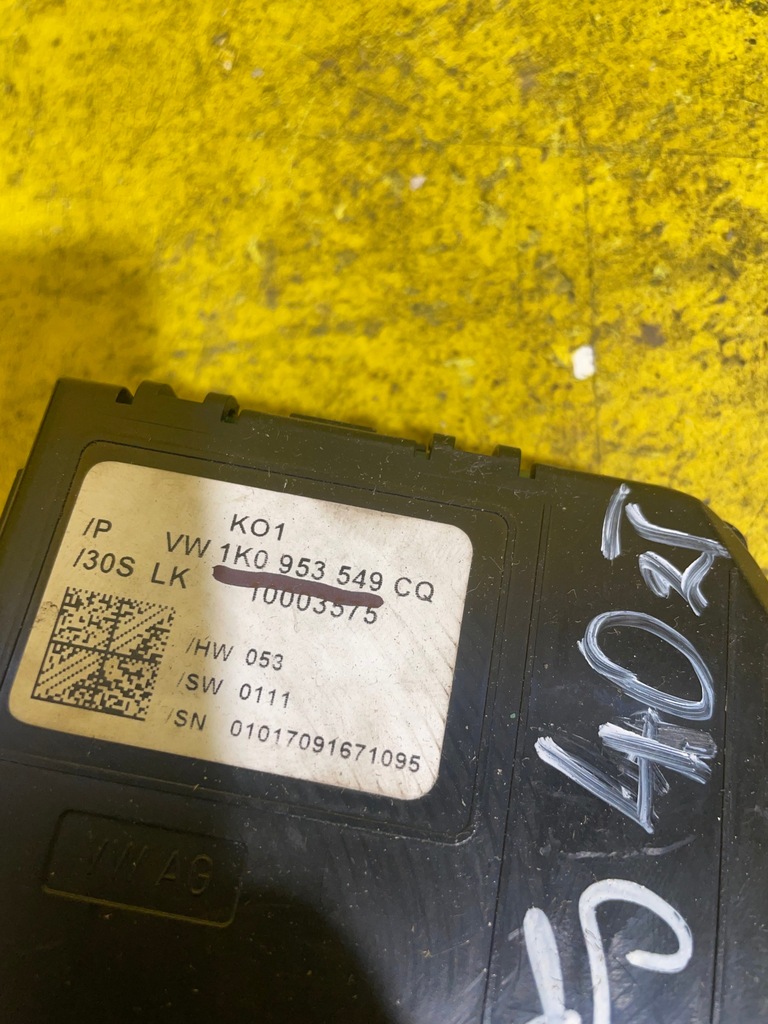 KO1
/P VW 1K0 953 549 CQ
/30S LK 10003575
/HW 053
/SW 0111
/SN 01017091671095
VW AG